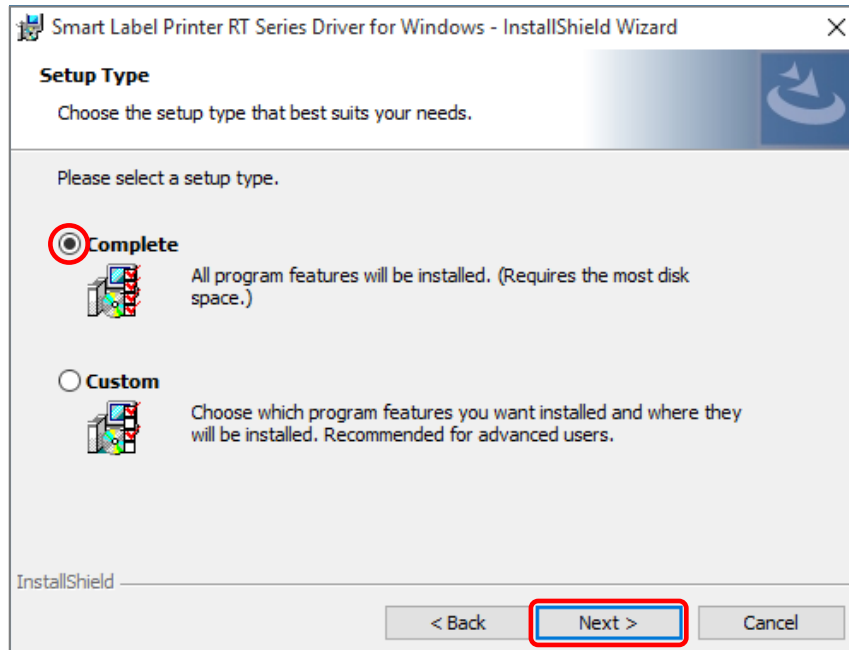 Smart Label Printer RT Series Driver for Windows - InstallShield Wizard
Setup Type
Choose the setup type that best suits your needs.
Please select a setup type.
Complete
All program features will be installed. (Requires the most disk
space.)
Custom
Choose which program features you want installed and where they
will be installed. Recommended for advanced users.
InstallShield
< Back Next > Cancel